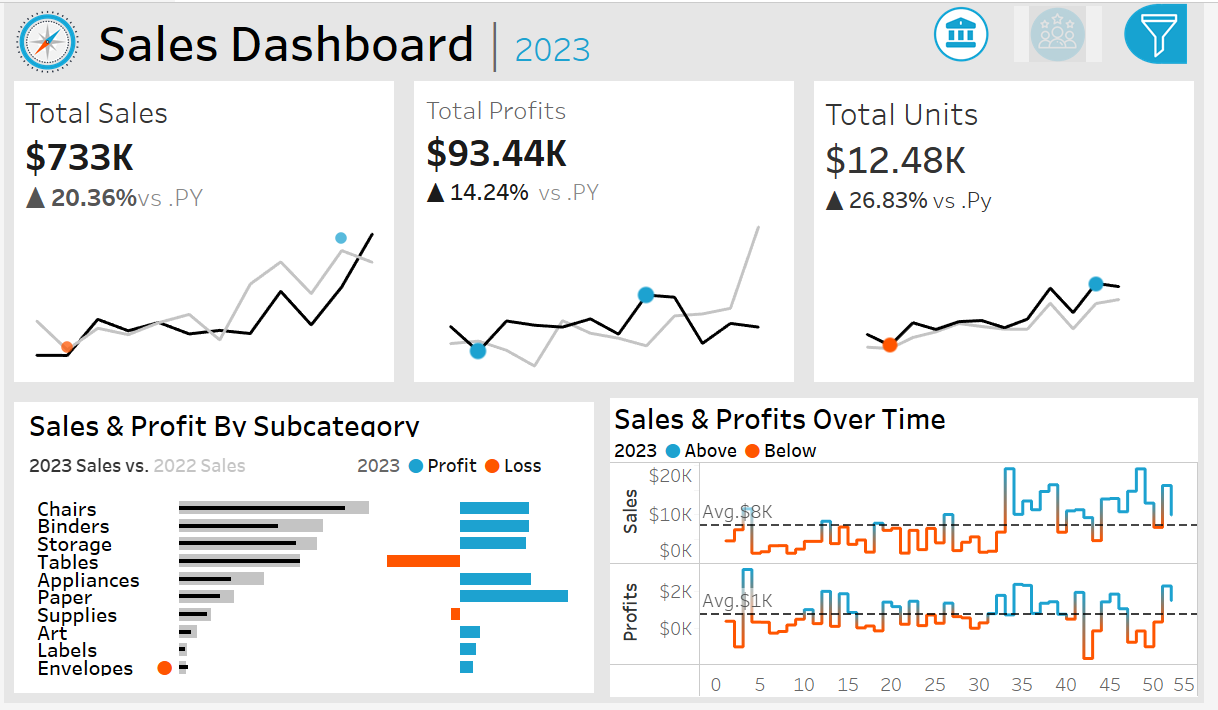 Sales Dashboard | 2023
Total Sales
$733K
▲ 20.36%vs .PY
Total Profits
$93.44K
▲ 14.24% vs .PY
Total Units
$12.48K
▲ 26.83% vs .Py
Sales & Profit By Subcategory
2023 Sales vs. 2022 Sales
2023 Profit Loss
Chairs
Binders
Storage
Tables
Appliances
Paper
Supplies
Art
Labels
Envelopes
Sales & Profits Over Time
2023 Above Below
Sales
$20K
$10K
$0K
Avg.$8K
Profits
$2K
$0K
Avg.$1K
0 5 10 15 20 25 30 35 40 45 50 55